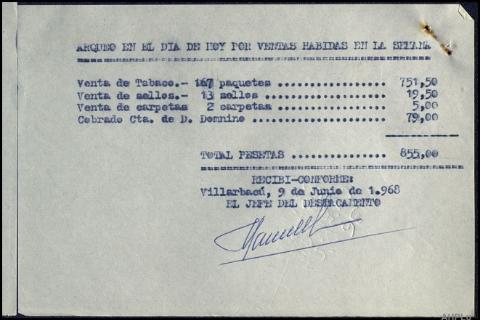 ARQUEO EN EL DIA DE HOY POR VENTAS HABIDAS EN LA SEMANA
Venta de Tabaco.- 167 paquetes .................. 751,50
Venta de sellos.- 13 sellos .................... 19,50
Venta de carpetas 2 carpetas .................. 5,00
Cobrado Cta. de D. Domnino ..................... 79,00
TOTAL PESETAS ................ 855,00
RECIBI-CONFORME:
Villarbacú, 9 de Junio de 1.968
EL JEFE DEL DESTACAMENTO